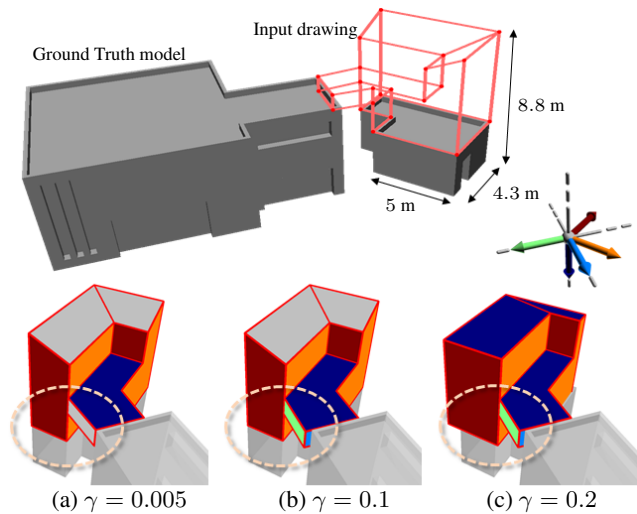 Ground Truth model
Input drawing
8.8 m
4.3 m
5 m
(a) γ = 0.005
(b) γ = 0.1
(c) γ = 0.2